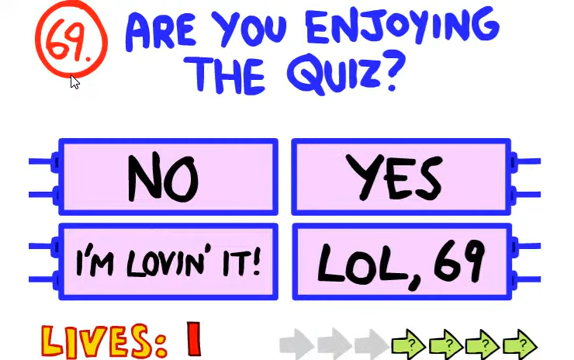 69. ARE YOU ENJOYING
THE QUIZ?
NO
YES
I'M LOVIN' IT!
LOL, 69
LIVES: 1
? ? ? ?